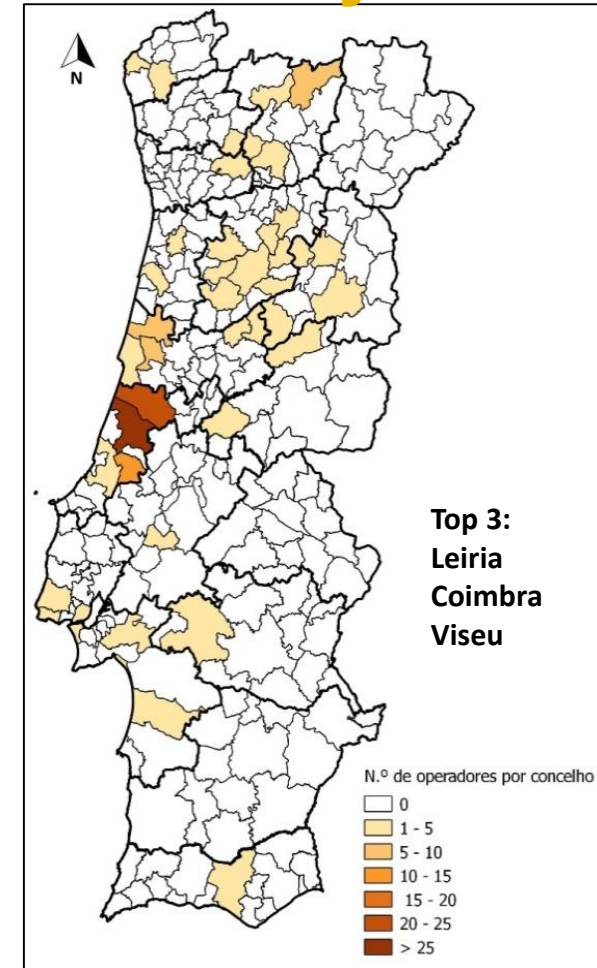 N
Top 3:
Leiria
Coimbra
Viseu
N.º de operadores por concelho
0
1 - 5
5 - 10
10 - 15
15 - 20
20 - 25
> 25